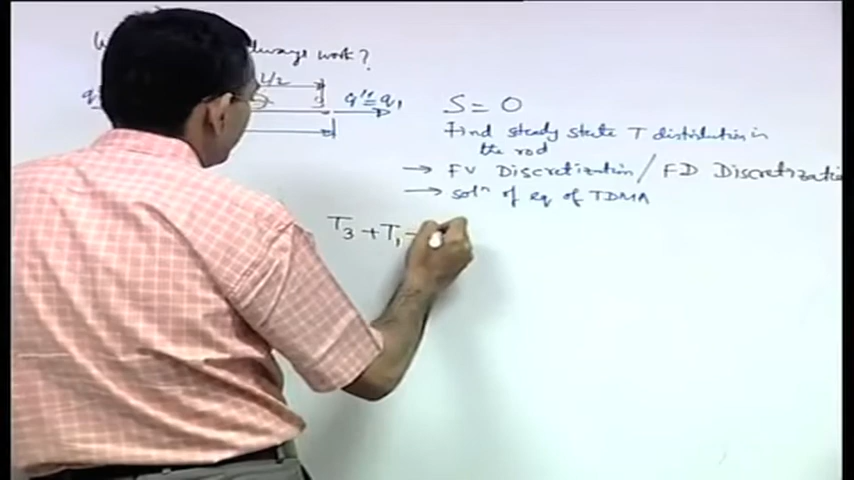 always work?
L/2
q" = q₁
S = 0
Find steady state T distribution in
the rod
→ FV Discretization / FD Discretizatio
→ solⁿ of eq of TDMA
T₃ + T₁ -